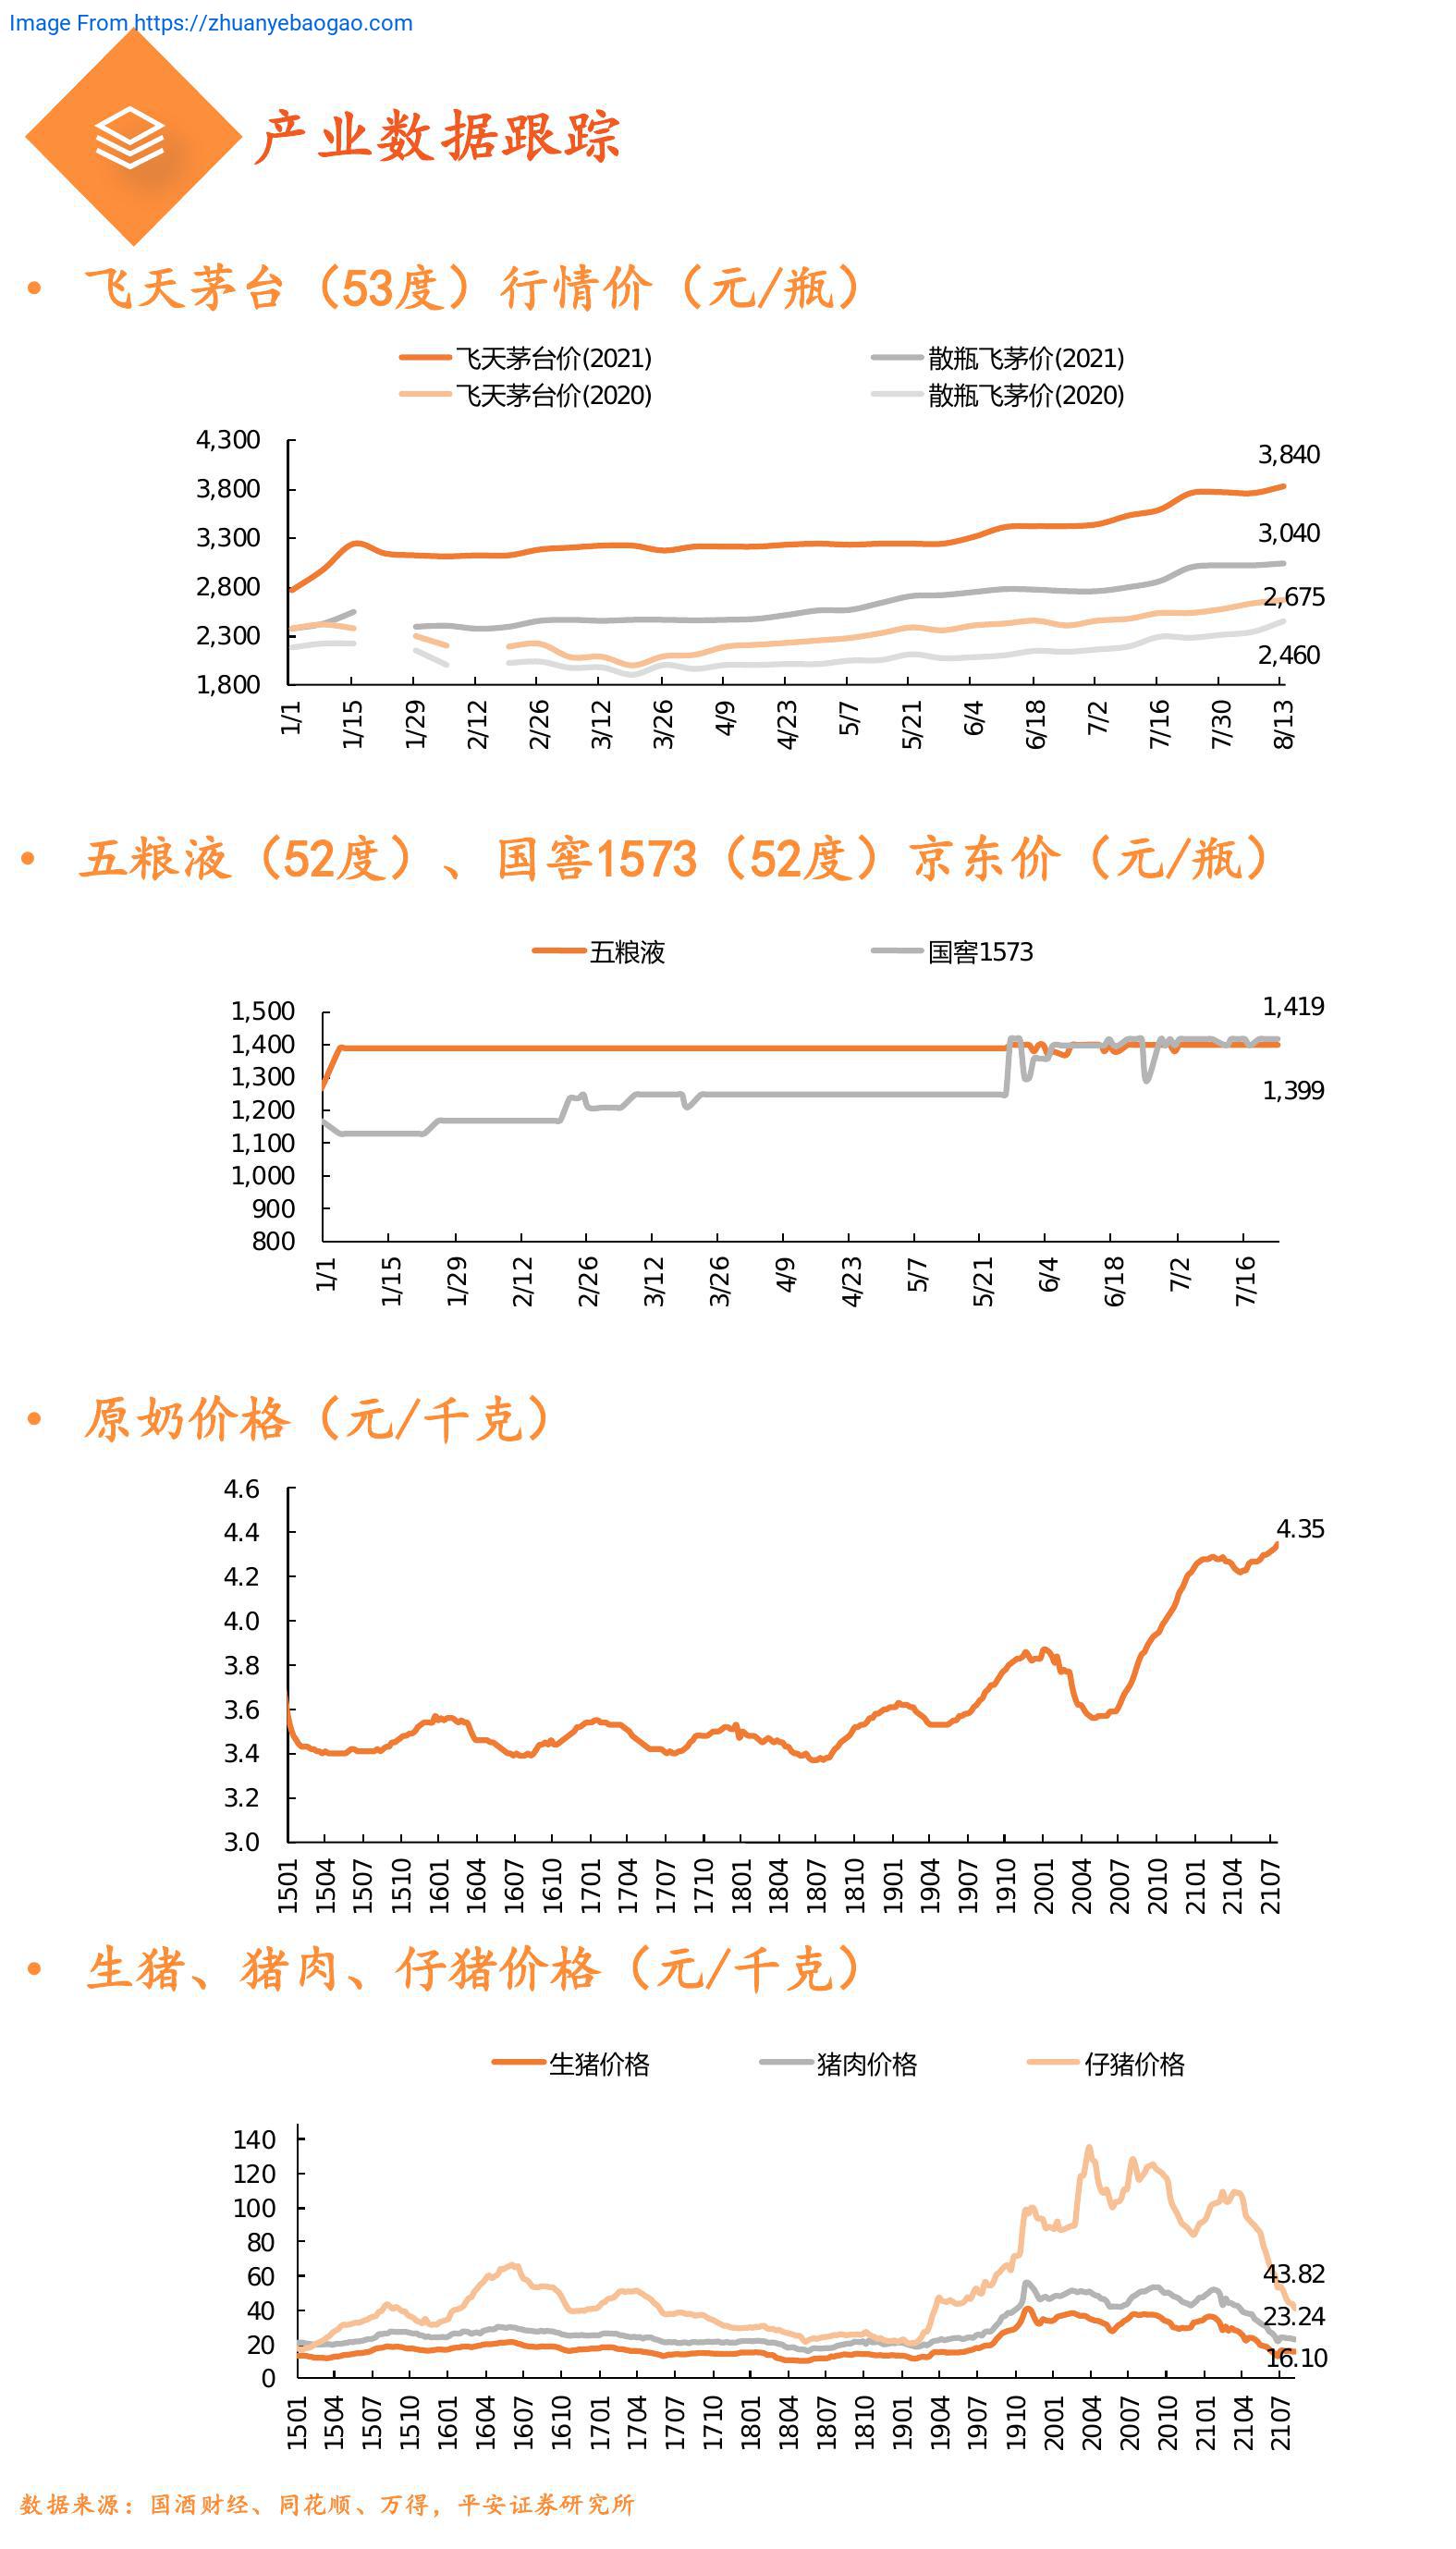 Image From https://zhuanyebaogao.com
产业数据跟踪
• 飞天茅台（53度）行情价（元/瓶）
飞天茅台价(2021) 散瓶飞茅价(2021)
飞天茅台价(2020) 散瓶飞茅价(2020)
4,300
3,800
3,300
2,800
2,300
1,800
3,840
3,040
2,675
2,460
1/1 1/15 1/29 2/12 2/26 3/12 3/26 4/9 4/23 5/7 5/21 6/4 6/18 7/2 7/16 7/30 8/13
• 五粮液（52度）、国窖1573（52度）京东价（元/瓶）
五粮液 国窖1573
1,500
1,400
1,300
1,200
1,100
1,000
900
800
1,419
1,399
1/1 1/15 1/29 2/12 2/26 3/12 3/26 4/9 4/23 5/7 5/21 6/4 6/18 7/2 7/16
• 原奶价格（元/千克）
4.6
4.4
4.2
4.0
3.8
3.6
3.4
3.2
3.0
4.35
1501 1504 1507 1510 1601 1604 1607 1610 1701 1704 1707 1710 1801 1804 1807 1810 1901 1904 1907 1910 2001 2004 2007 2010 2101 2104 2107
• 生猪、猪肉、仔猪价格（元/千克）
生猪价格 猪肉价格 仔猪价格
140
120
100
80
60
40
20
0
43.82
23.24
16.10
1501 1504 1507 1510 1601 1604 1607 1610 1701 1704 1707 1710 1801 1804 1807 1810 1901 1904 1907 1910 2001 2004 2007 2010 2101 2104 2107
数据来源：国酒财经、同花顺、万得，平安证券研究所